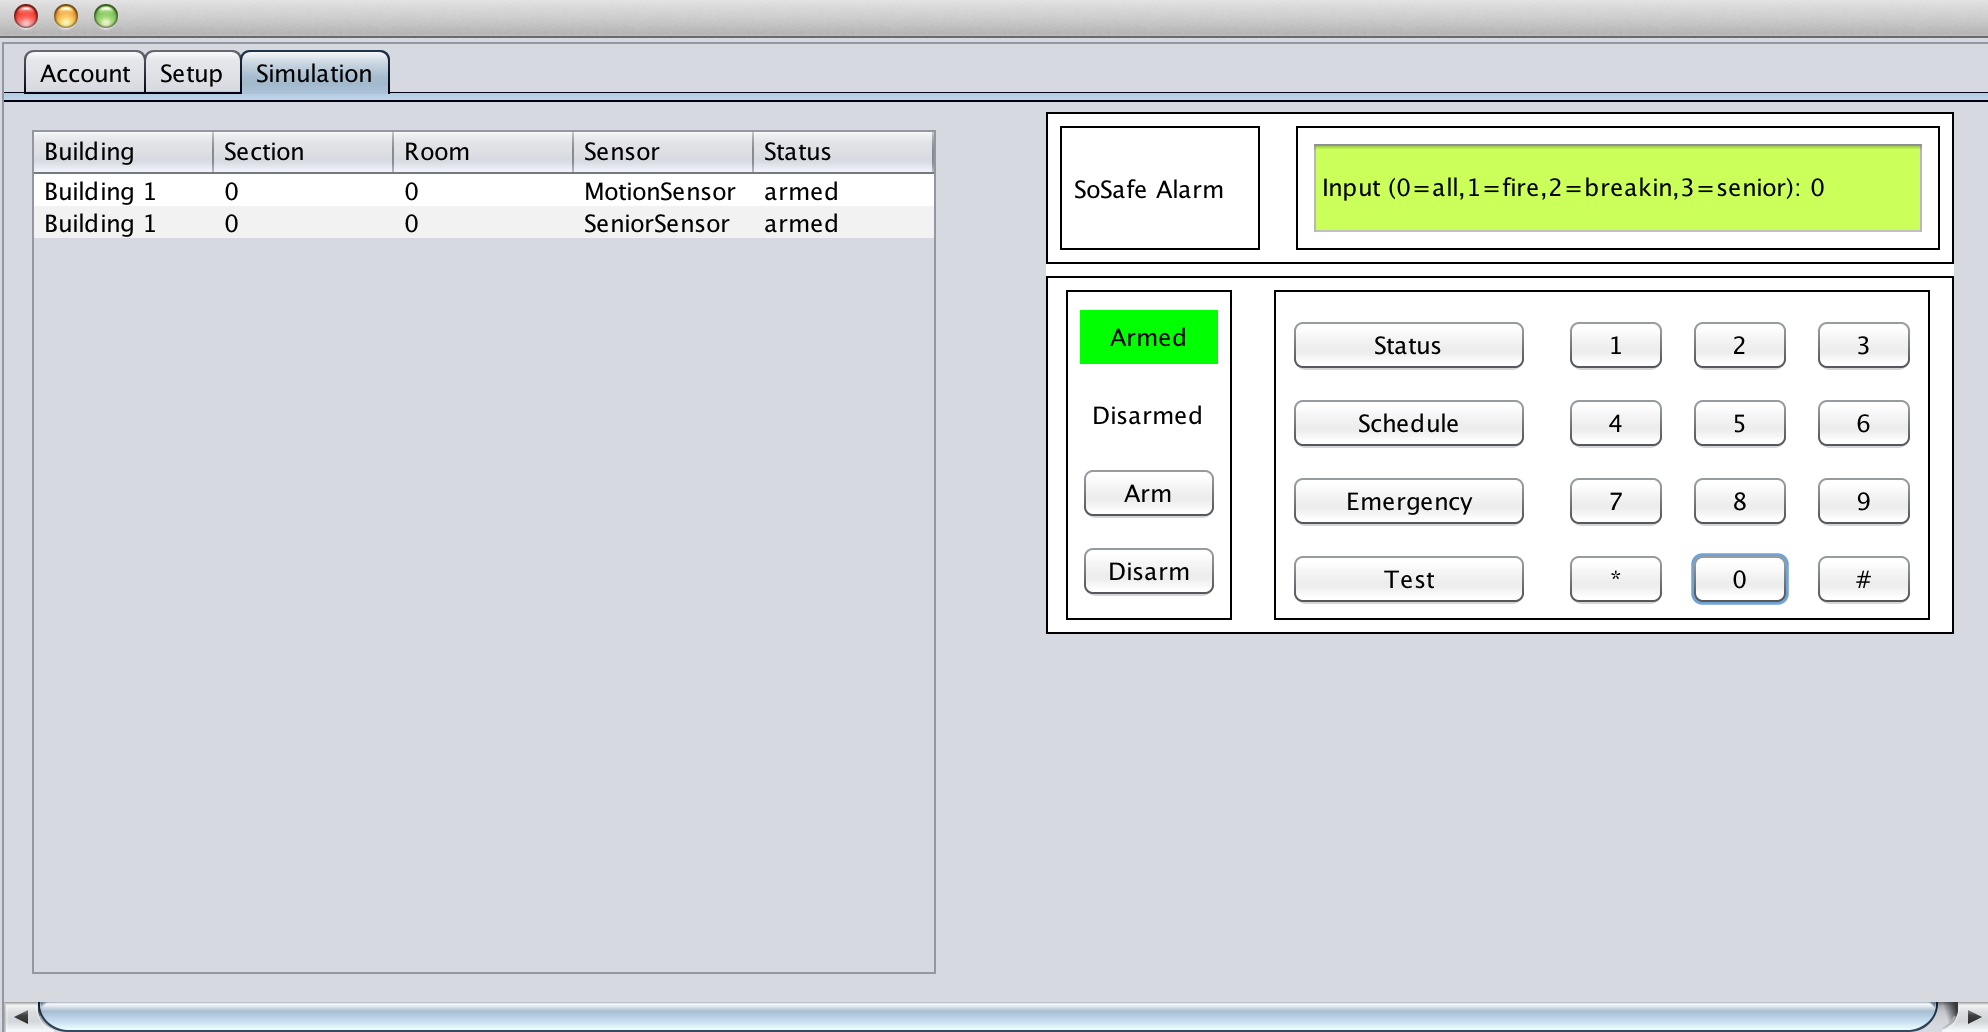 Account Setup Simulation
Building Section Room Sensor Status
Building 1 0 0 MotionSensor armed
Building 1 0 0 SeniorSensor armed
SoSafe Alarm
Input (0=all,1=fire,2=breakin,3=senior): 0
Armed
Disarmed
Arm
Disarm
Status 1 2 3
Schedule 4 5 6
Emergency 7 8 9
Test * 0 #